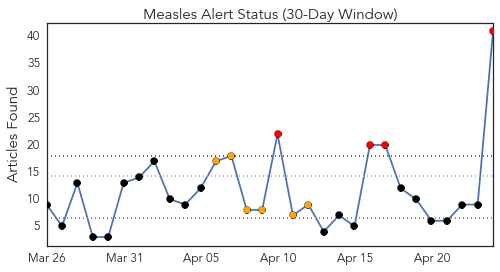 Measles Alert Status (30-Day Window)
Articles Found
40
35
30
25
20
15
10
5
Mar 26 Mar 31 Apr 05 Apr 10 Apr 15 Apr 20